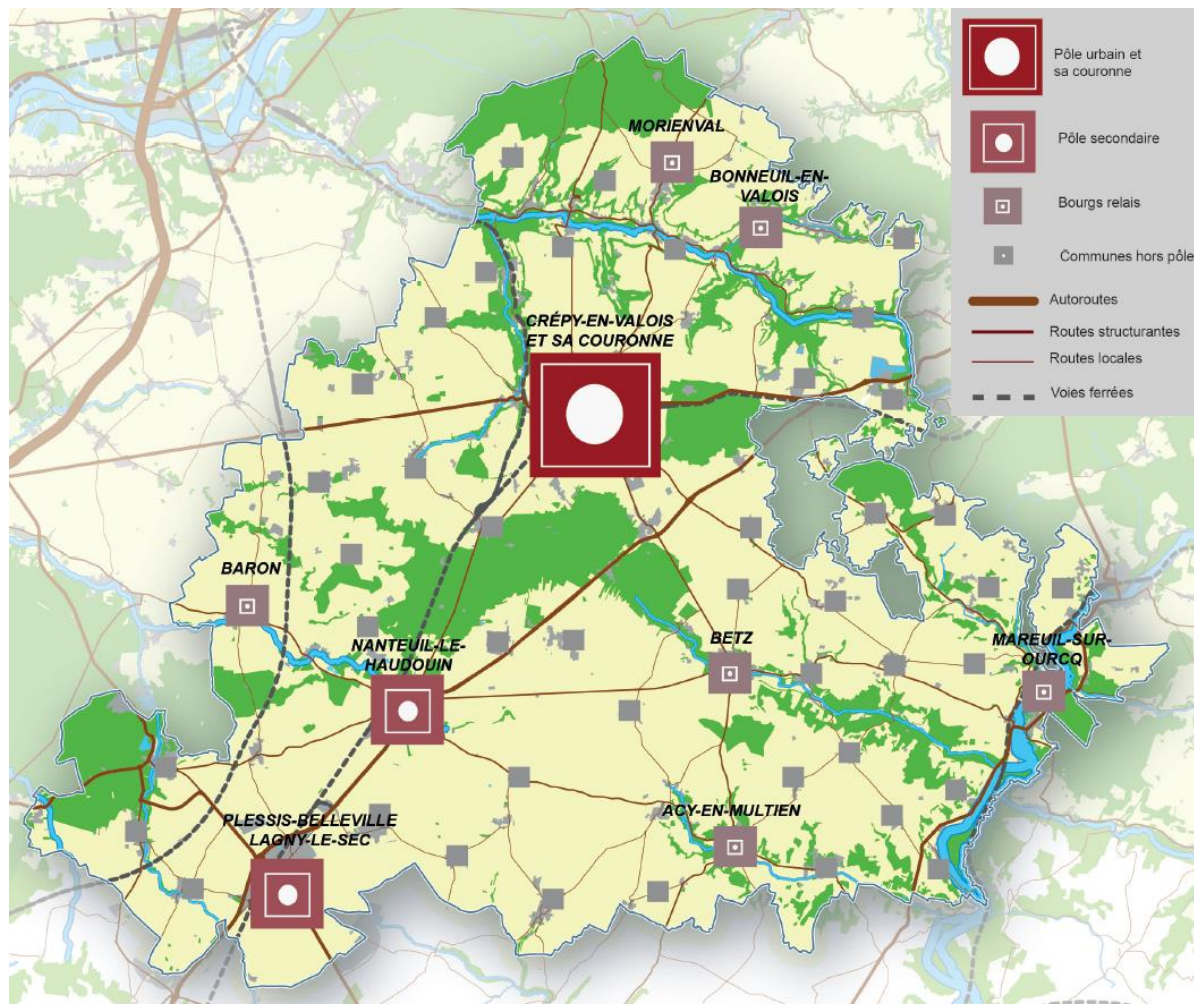 Pôle urbain et
sa couronne
Pôle secondaire
Bourgs relais
Communes hors pôle
Autoroutes
Routes structurantes
Routes locales
Voies ferrées
MORIENVAL
BONNEUIL-EN-
VALOIS
CRÉPY-EN-VALOIS
ET SA COURONNE
BARON
NANTEUIL-LE-
HAUDOUIN
BETZ
MAREUIL-SUR-
OURCQ
PLESSIS-BELLEVILLE
LAGNY-LE-SEC
ACY-EN-MULTIEN